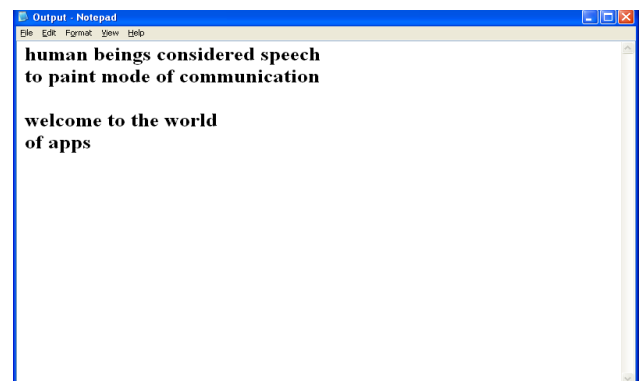 Output - Notepad
File Edit Format View Help
human beings considered speech
to paint mode of communication
welcome to the world
of apps